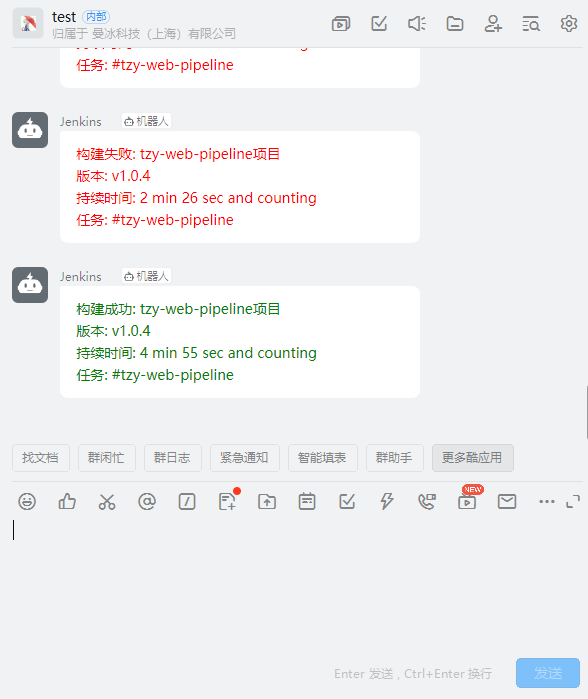 test 内部
归属于 曼冰科技（上海）有限公司
任务: #tzy-web-pipeline
Jenkins 机器人
构建失败: tzy-web-pipeline项目
版本: v1.0.4
持续时间: 2 min 26 sec and counting
任务: #tzy-web-pipeline
Jenkins 机器人
构建成功: tzy-web-pipeline项目
版本: v1.0.4
持续时间: 4 min 55 sec and counting
任务: #tzy-web-pipeline
找文档 群闲忙 群日志 紧急通知 智能填表 群助手 更多酷应用
NEW
Enter 发送 , Ctrl+Enter 换行 发送